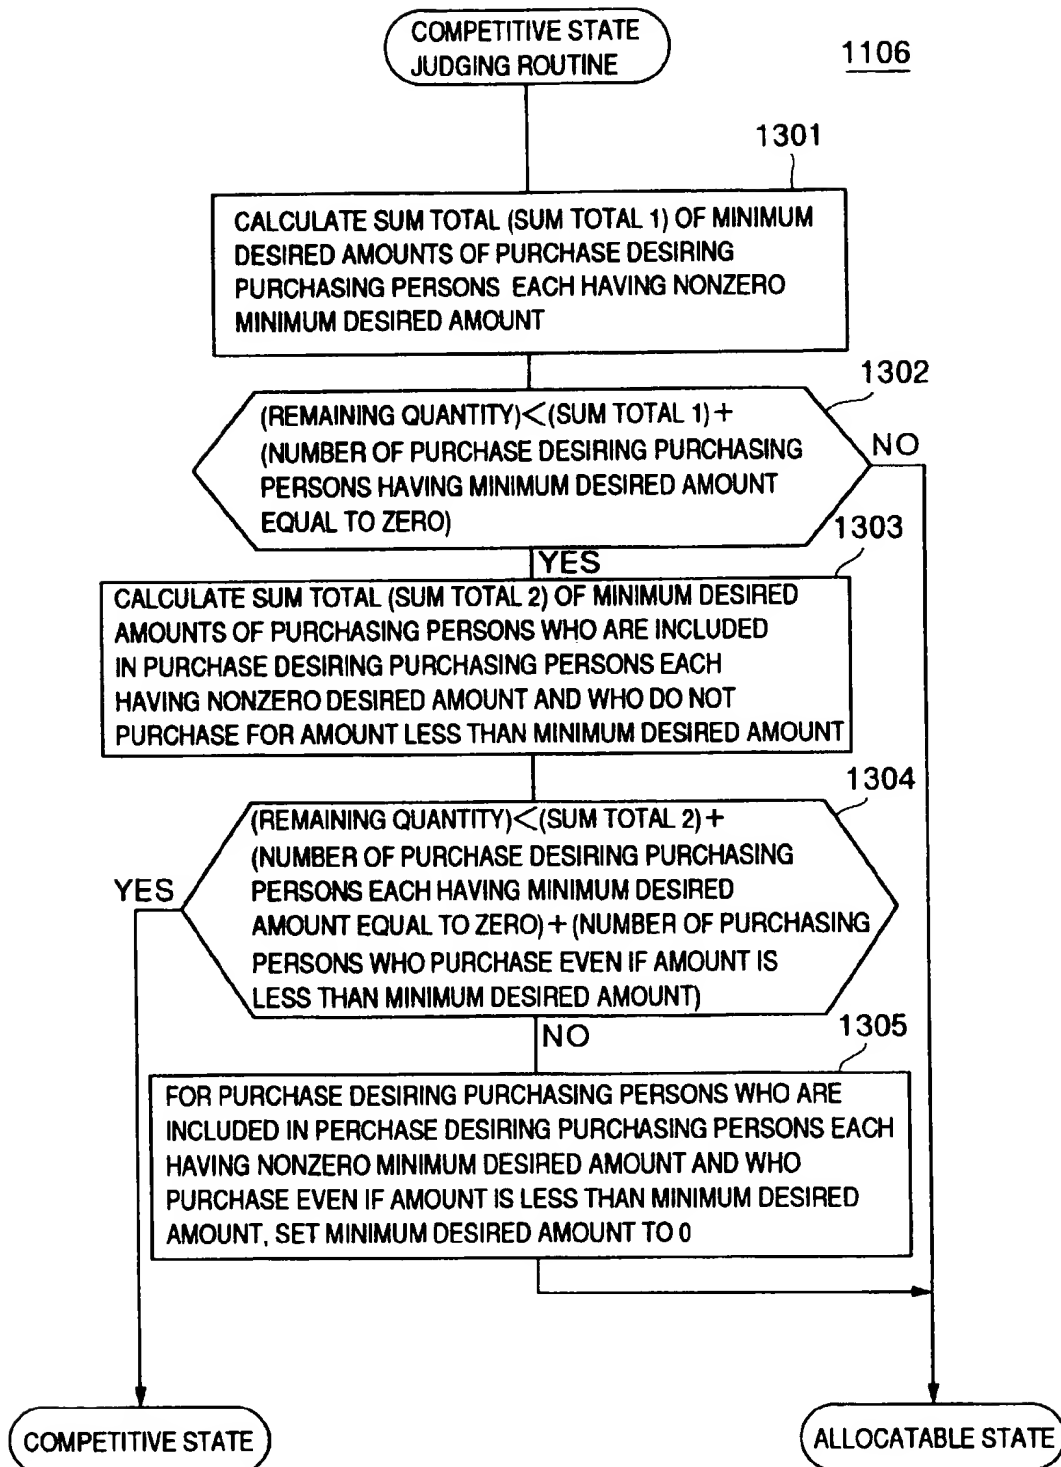 COMPETITIVE STATE
JUDGING ROUTINE
1106
1301
CALCULATE SUM TOTAL (SUM TOTAL 1) OF MINIMUM
DESIRED AMOUNTS OF PURCHASE DESIRING
PURCHASING PERSONS EACH HAVING NONZERO
MINIMUM DESIRED AMOUNT
1302
(REMAINING QUANTITY)<(SUM TOTAL 1)+
(NUMBER OF PURCHASE DESIRING PURCHASING
PERSONS HAVING MINIMUM DESIRED AMOUNT
EQUAL TO ZERO)
NO
YES
1303
CALCULATE SUM TOTAL (SUM TOTAL 2) OF MINIMUM DESIRED
AMOUNTS OF PURCHASING PERSONS WHO ARE INCLUDED
IN PURCHASE DESIRING PURCHASING PERSONS EACH
HAVING NONZERO DESIRED AMOUNT AND WHO DO NOT
PURCHASE FOR AMOUNT LESS THAN MINIMUM DESIRED AMOUNT
1304
(REMAINING QUANTITY)<(SUM TOTAL 2)+
(NUMBER OF PURCHASE DESIRING PURCHASING
PERSONS EACH HAVING MINIMUM DESIRED
AMOUNT EQUAL TO ZERO)+(NUMBER OF PURCHASING
PERSONS WHO PURCHASE EVEN IF AMOUNT IS
LESS THAN MINIMUM DESIRED AMOUNT)
YES
NO
1305
FOR PURCHASE DESIRING PURCHASING PERSONS WHO ARE
INCLUDED IN PERCHASE DESIRING PURCHASING PERSONS EACH
HAVING NONZERO MINIMUM DESIRED AMOUNT AND WHO
PURCHASE EVEN IF AMOUNT IS LESS THAN MINIMUM DESIRED
AMOUNT, SET MINIMUM DESIRED AMOUNT TO 0
COMPETITIVE STATE
ALLOCATABLE STATE